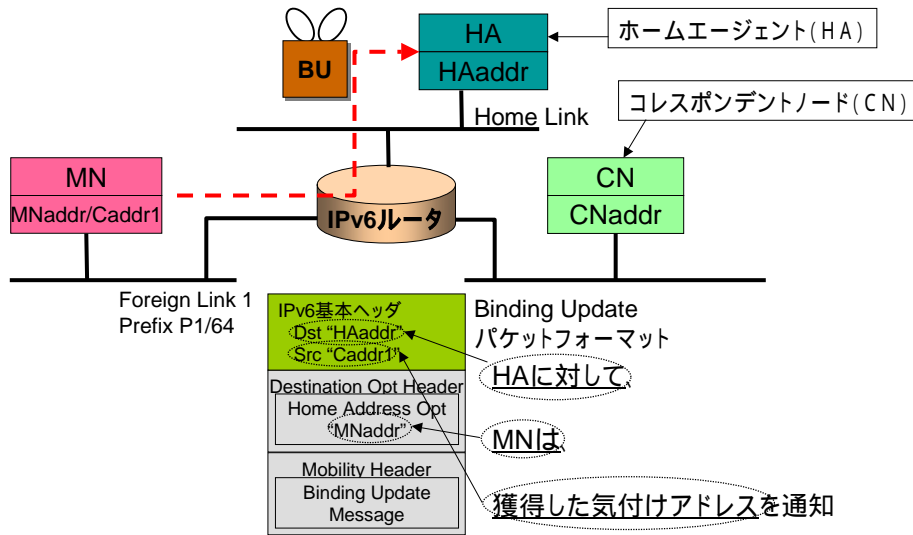 HA
HAaddr
ホームエージェント(HA)
BU
コレスポンデントノード(CN)
Home Link
MN
MNaddr/Caddr1
IPv6ルータ
CN
CNaddr
Foreign Link 1
Prefix P1/64
IPv6基本ヘッダ
Dst “HAaddr”
Src “Caddr1”
Destination Opt Header
Home Address Opt
“MNaddr”
Mobility Header
Binding Update
Message
Binding Update
パケットフォーマット
HAに対して、
MNは、
獲得した気付けアドレスを通知